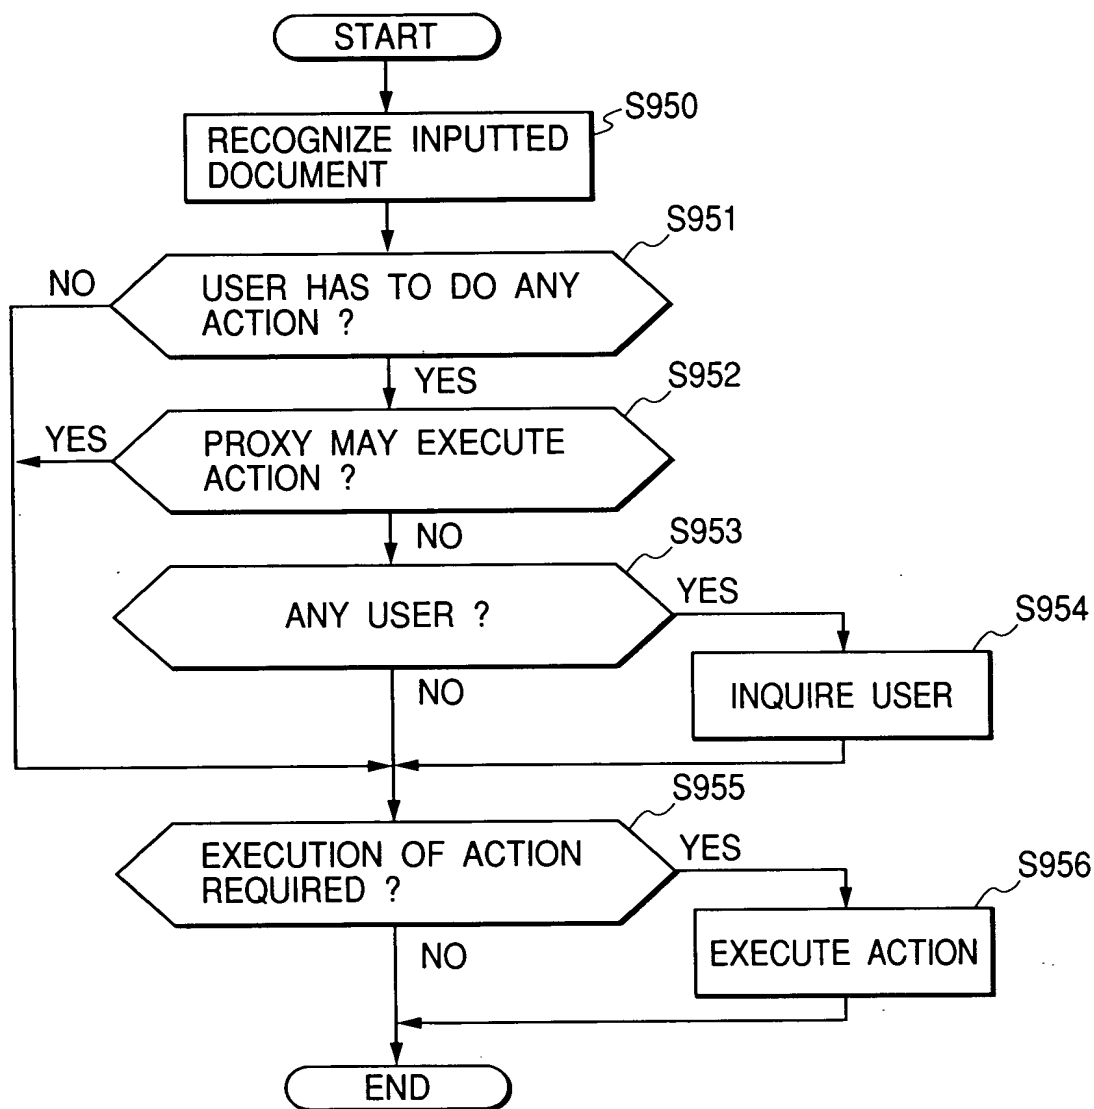 START
S950
RECOGNIZE INPUTTED
DOCUMENT
S951
NO
USER HAS TO DO ANY
ACTION ?
YES
S952
YES
PROXY MAY EXECUTE
ACTION ?
NO
S953
ANY USER ?
YES
S954
INQUIRE USER
NO
S955
EXECUTION OF ACTION
REQUIRED ?
YES
S956
EXECUTE ACTION
NO
END